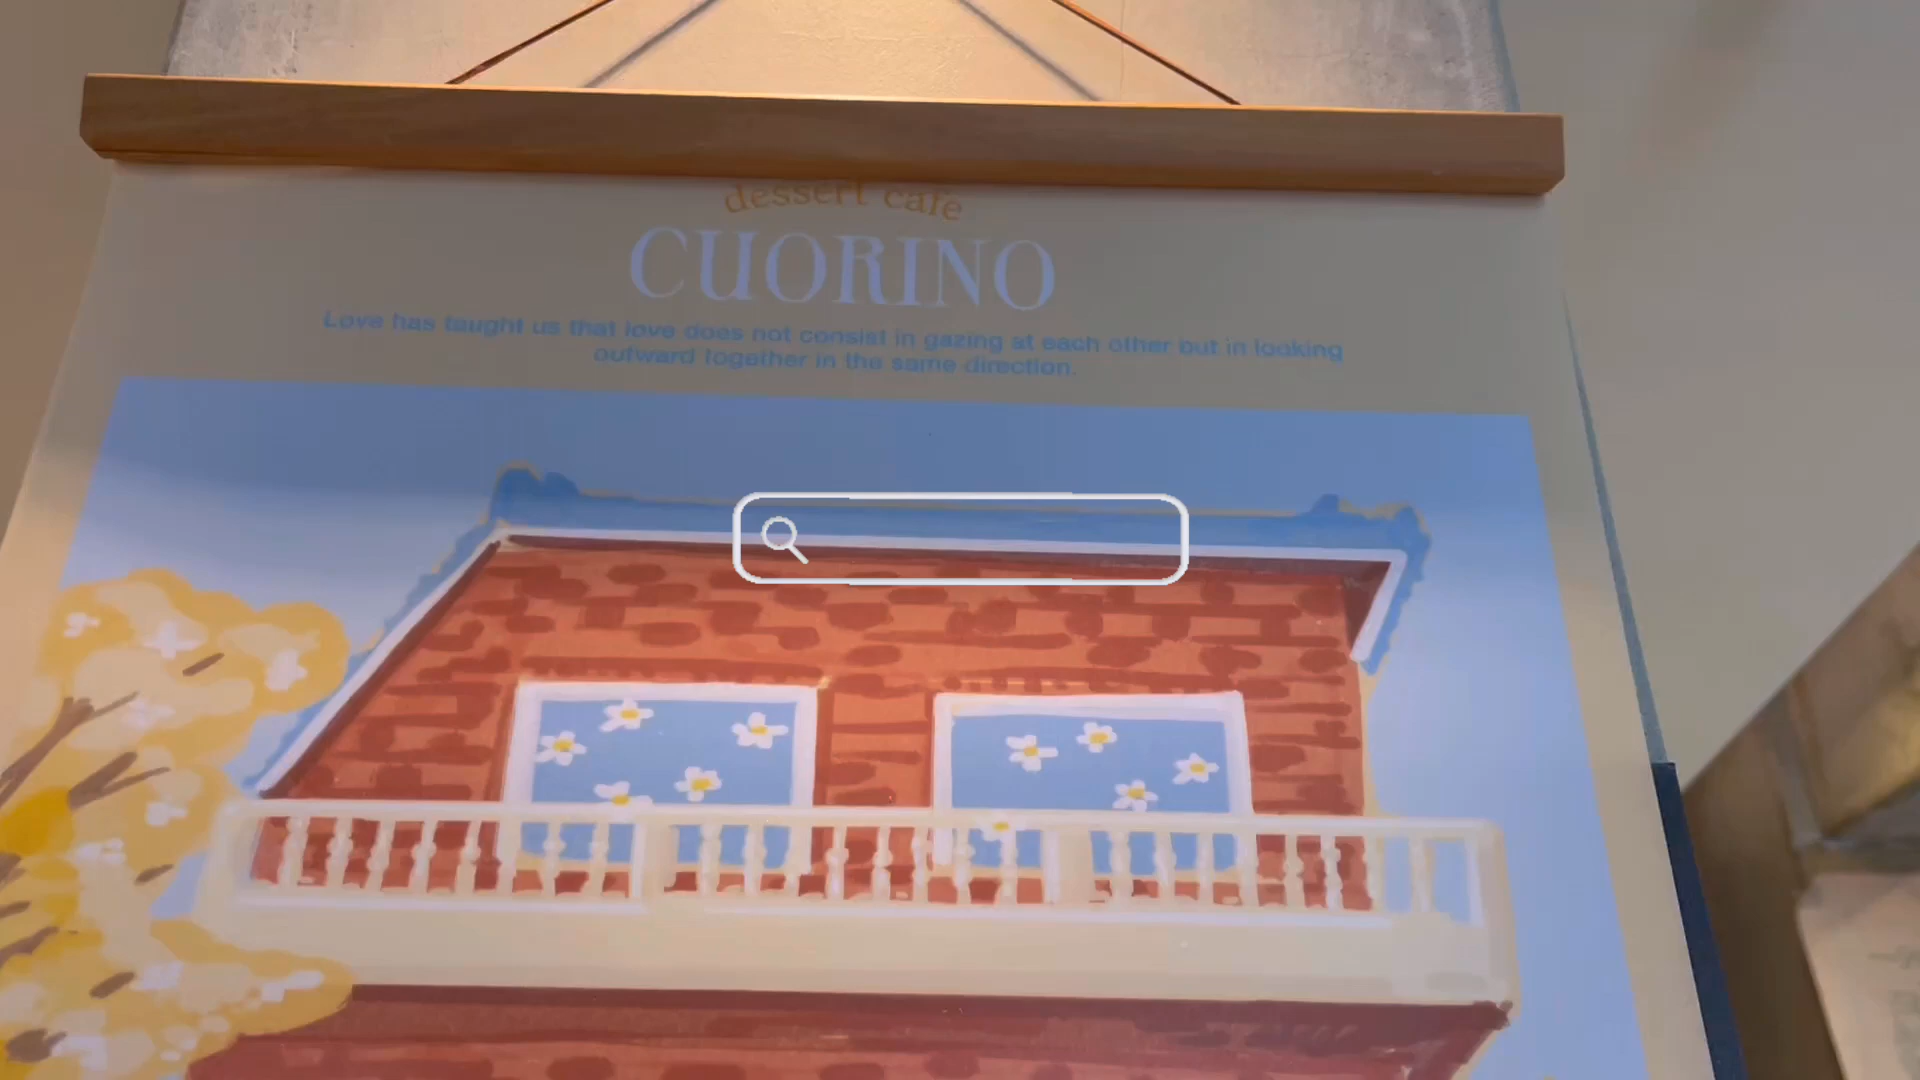 dessert cafe
CUORINO
Love has taught us that love does not consist in gazing at each other but in looking
outward together in the same direction.